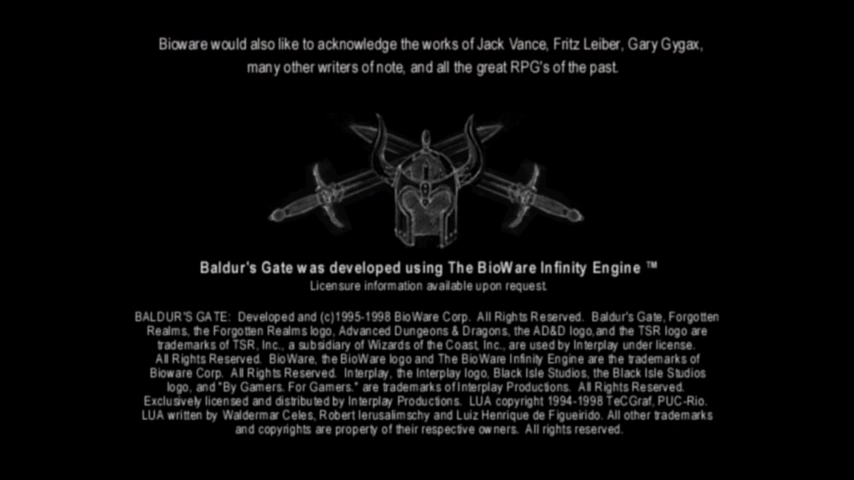 Bioware would also like to acknowledge the works of Jack Vance, Fritz Leiber, Gary Gygax,
many other writers of note, and all the great RPG's of the past.
Baldur's Gate was developed using The BioWare Infinity Engine ™
Licensure information available upon request.
BALDUR'S GATE: Developed and (c)1995-1998 BioWare Corp. All Rights Reserved. Baldur's Gate, Forgotten
Realms, the Forgotten Realms logo, Advanced Dungeons & Dragons, the AD&D logo,and the TSR logo are
trademarks of TSR, Inc., a subsidiary of Wizards of the Coast, Inc., are used by Interplay under license.
All Rights Reserved. BioWare, the BioWare logo and The BioWare Infinity Engine are the trademarks of
Bioware Corp. All Rights Reserved. Interplay, the Interplay logo, Black Isle Studios, the Black Isle Studios
logo, and "By Gamers. For Gamers." are trademarks of Interplay Productions. All Rights Reserved.
Exclusively licensed and distributed by Interplay Productions. LUA copyright 1994-1998 TeCGraf, PUC-Rio.
LUA written by Waldermar Celes, Robert Ierusalimschy and Luiz Henrique de Figueirido. All other trademarks
and copyrights are property of their respective owners. All rights reserved.